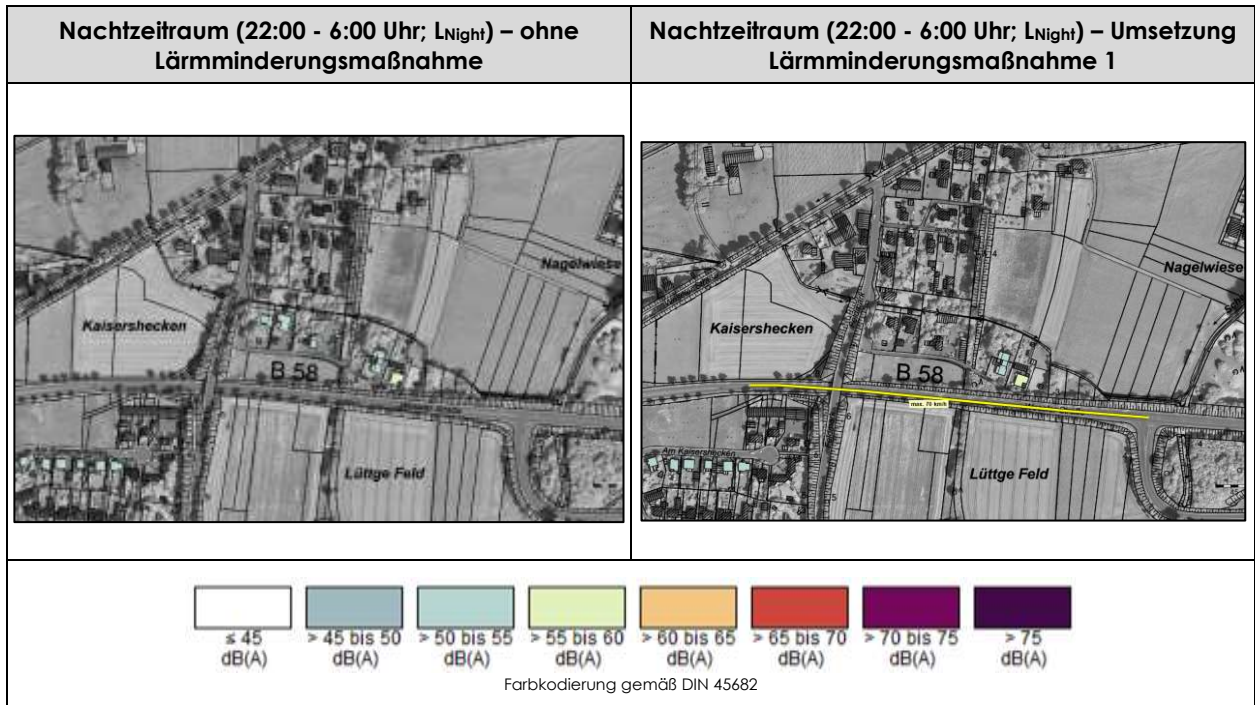 Nachtzeitraum (22:00 - 6:00 Uhr; LNight) – ohne
Lärmminderungsmaßnahme
Nachtzeitraum (22:00 - 6:00 Uhr; LNight) – Umsetzung
Lärmminderungsmaßnahme 1
Nagelwiese
Kaisershecken
B 58
Lüttge Feld
Nagelwiese
Kaisershecken
B 58
max. 70 km/h
Am Kaisershecken
Lüttge Feld
≤ 45
dB(A)
> 45 bis 50
dB(A)
> 50 bis 55
dB(A)
> 55 bis 60
dB(A)
> 60 bis 65
dB(A)
> 65 bis 70
dB(A)
> 70 bis 75
dB(A)
> 75
dB(A)
Farbkodierung gemäß DIN 45682